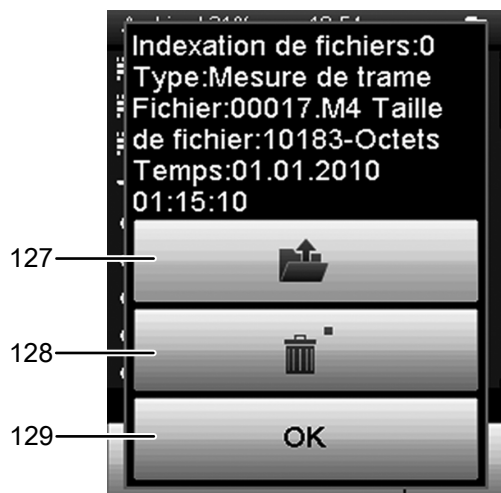 Indexation de fichiers:0
Type:Mesure de trame
Fichier:00017.M4 Taille
de fichier:10183-Octets
Temps:01.01.2010
01:15:10
127
128
129 OK